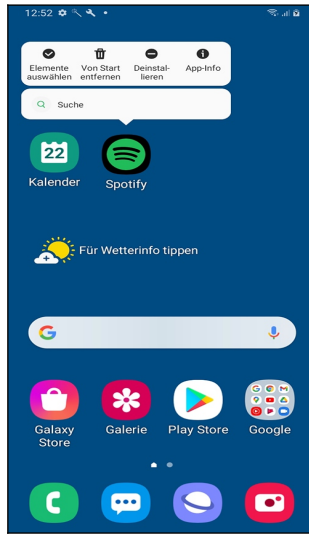 12:52
Elemente Von Start Deinstal- App-Info
auswählen entfernen lieren
Suche
22
Kalender Spotify
Für Wetterinfo tippen
G
Galaxy Galerie Play Store Google
Store